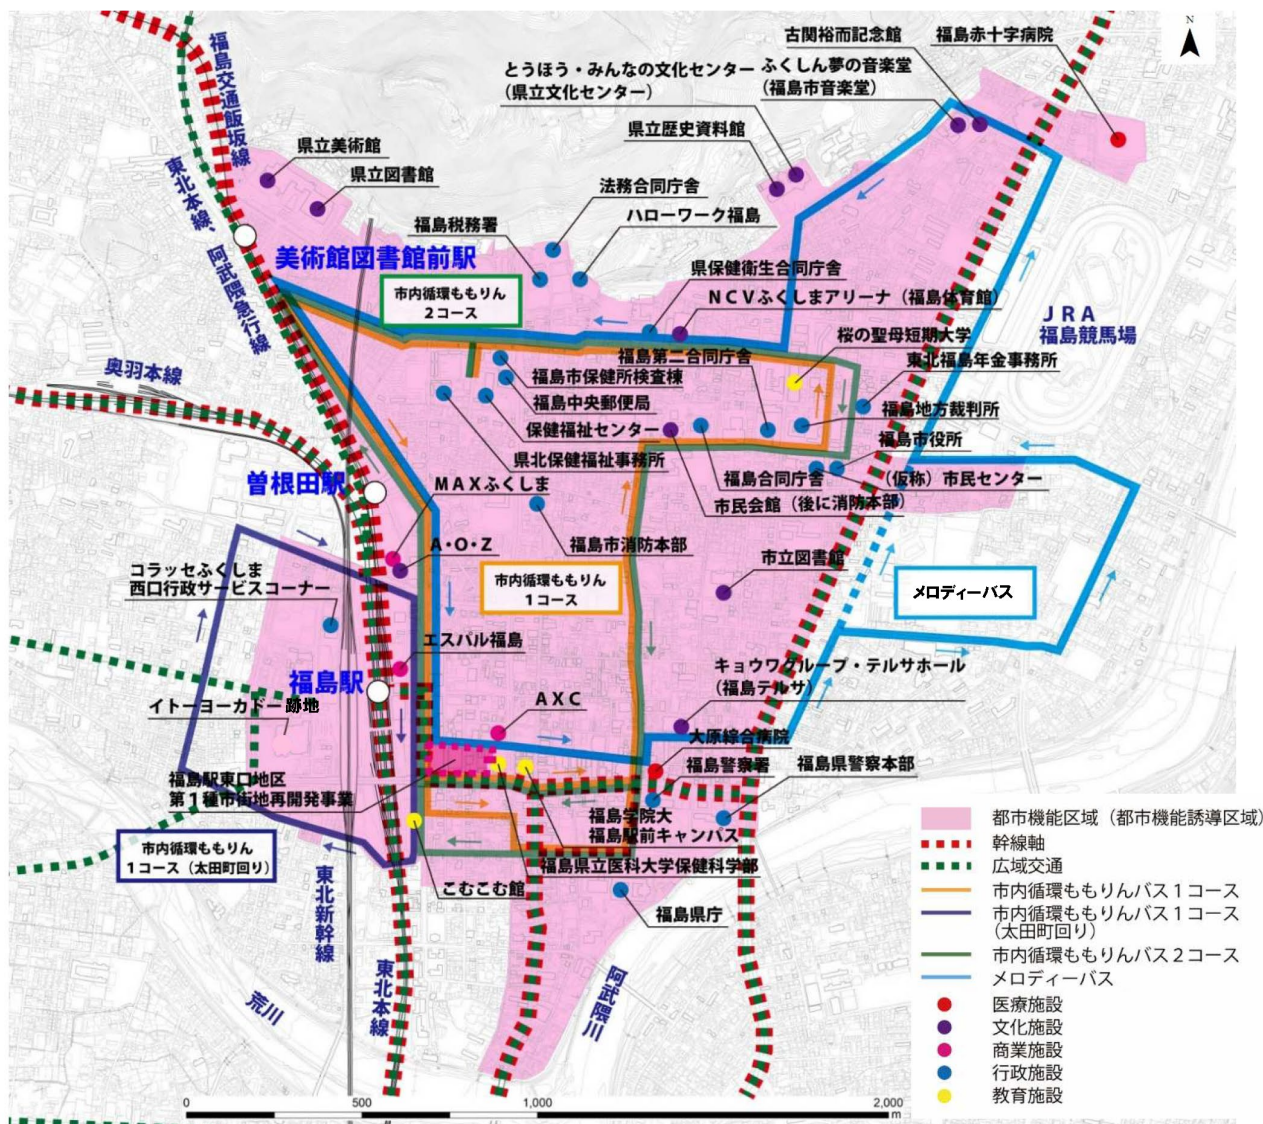 N
古関裕而記念館
福島赤十字病院
とうほう・みんなの文化センター
（県立文化センター）
ふくしん夢の音楽堂
（福島市音楽堂）
福島交通飯坂線
県立歴史資料館
県立美術館
県立図書館
東北本線、阿武隈急行線
法務合同庁舎
ハローワーク福島
福島税務署
美術館図書館前駅
県保健衛生合同庁舎
市内循環ももりん
2コース
NCVふくしまアリーナ（福島体育館）
JRA
福島競馬場
桜の聖母短期大学
福島第二合同庁舎
東北福島年金事務所
奥羽本線
福島市保健所検査棟
福島中央郵便局
福島地方裁判所
保健福祉センター
福島市役所
県北保健福祉事務所
曽根田駅
MAXふくしま
福島合同庁舎
（仮称）市民センター
市民会館（後に消防本部）
A・O・Z
福島市消防本部
市立図書館
コラッセふくしま
西口行政サービスコーナー
市内循環ももりん
1コース
メロディーバス
エスパル福島
キョウワグループ・テルサホール
（福島テルサ）
福島駅
イトーヨーカドー跡地
AXC
大原綜合病院
福島警察署
福島県警察本部
福島駅東口地区
第1種市街地再開発事業
福島学院大
福島駅前キャンパス
市内循環ももりん
1コース（太田町回り）
福島県立医科大学保健科学部
こむこむ館
東北新幹線
福島県庁
東北本線
阿武隈川
荒川
都市機能区域（都市機能誘導区域）
幹線軸
広域交通
市内循環ももりんバス1コース
市内循環ももりんバス1コース
（太田町回り）
市内循環ももりんバス2コース
メロディーバス
医療施設
文化施設
商業施設
行政施設
教育施設
0 500 1,000 2,000
m